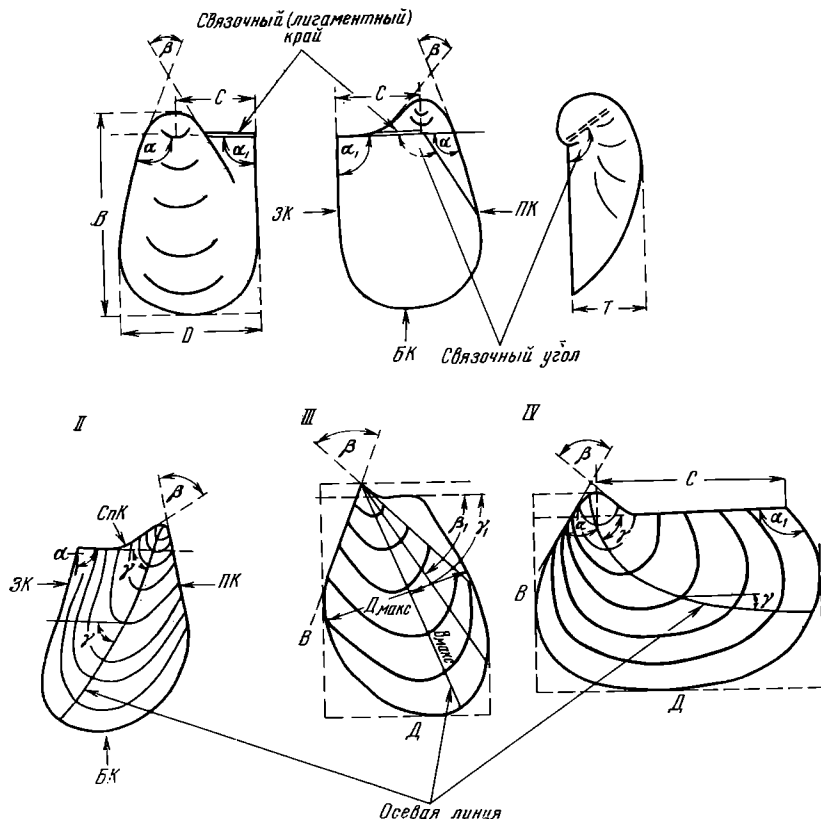 Связочный (лигаментный)
край
β
β
C
C
α
α₁
α₁
α
B
ЗК
ПК
D
T
БК
Связочный угол
II
III
IV
β
β
β
C
СпК
α
γ
β₁
γ₁
α
γ
α₁
ЗК
ПК
γ
Дмакс
Вмакс
В
В
γ
Д
Д
БК
Осевая линия